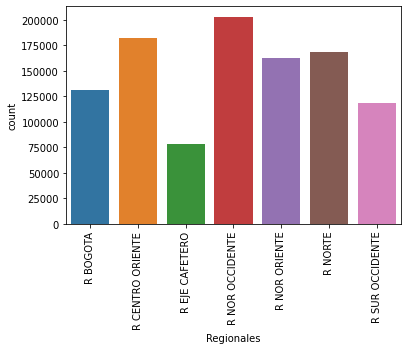 200000
175000
150000
125000
100000
75000
50000
25000
0
count
R BOGOTA
R CENTRO ORIENTE
R EJE CAFETERO
R NOR OCCIDENTE
R NOR ORIENTE
R NORTE
R SUR OCCIDENTE
Regionales